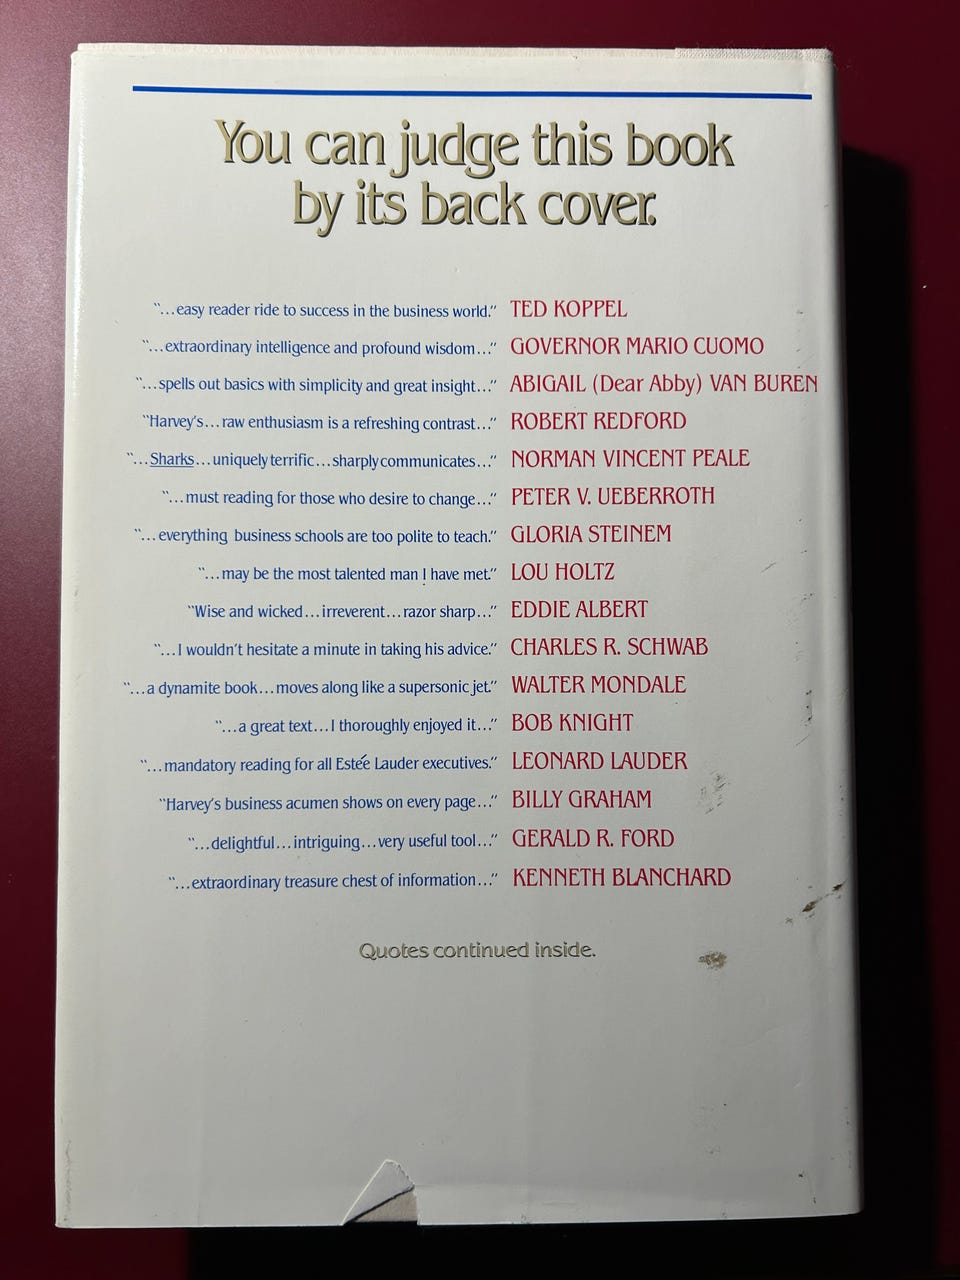 You can judge this book
by its back cover.
“...easy reader ride to success in the business world.” TED KOPPEL
“...extraordinary intelligence and profound wisdom...” GOVERNOR MARIO CUOMO
“...spells out basics with simplicity and great insight...” ABIGAIL (Dear Abby) VAN BUREN
“Harvey's...raw enthusiasm is a refreshing contrast...” ROBERT REDFORD
“...Sharks...uniquely terrific...sharply communicates...” NORMAN VINCENT PEALE
“...must reading for those who desire to change...” PETER V. UEBERROTH
“...everything business schools are too polite to teach.” GLORIA STEINEM
“...may be the most talented man I have met.” LOU HOLTZ
“Wise and wicked...irreverent...razor sharp...” EDDIE ALBERT
“...I wouldn't hesitate a minute in taking his advice.” CHARLES R. SCHWAB
“...a dynamite book...moves along like a supersonic jet.” WALTER MONDALE
“...a great text...I thoroughly enjoyed it...” BOB KNIGHT
“...mandatory reading for all Esteé Lauder executives.” LEONARD LAUDER
“Harvey's business acumen shows on every page...” BILLY GRAHAM
“...delightful...intriguing...very useful tool...” GERALD R. FORD
“...extraordinary treasure chest of information...” KENNETH BLANCHARD
Quotes continued inside.